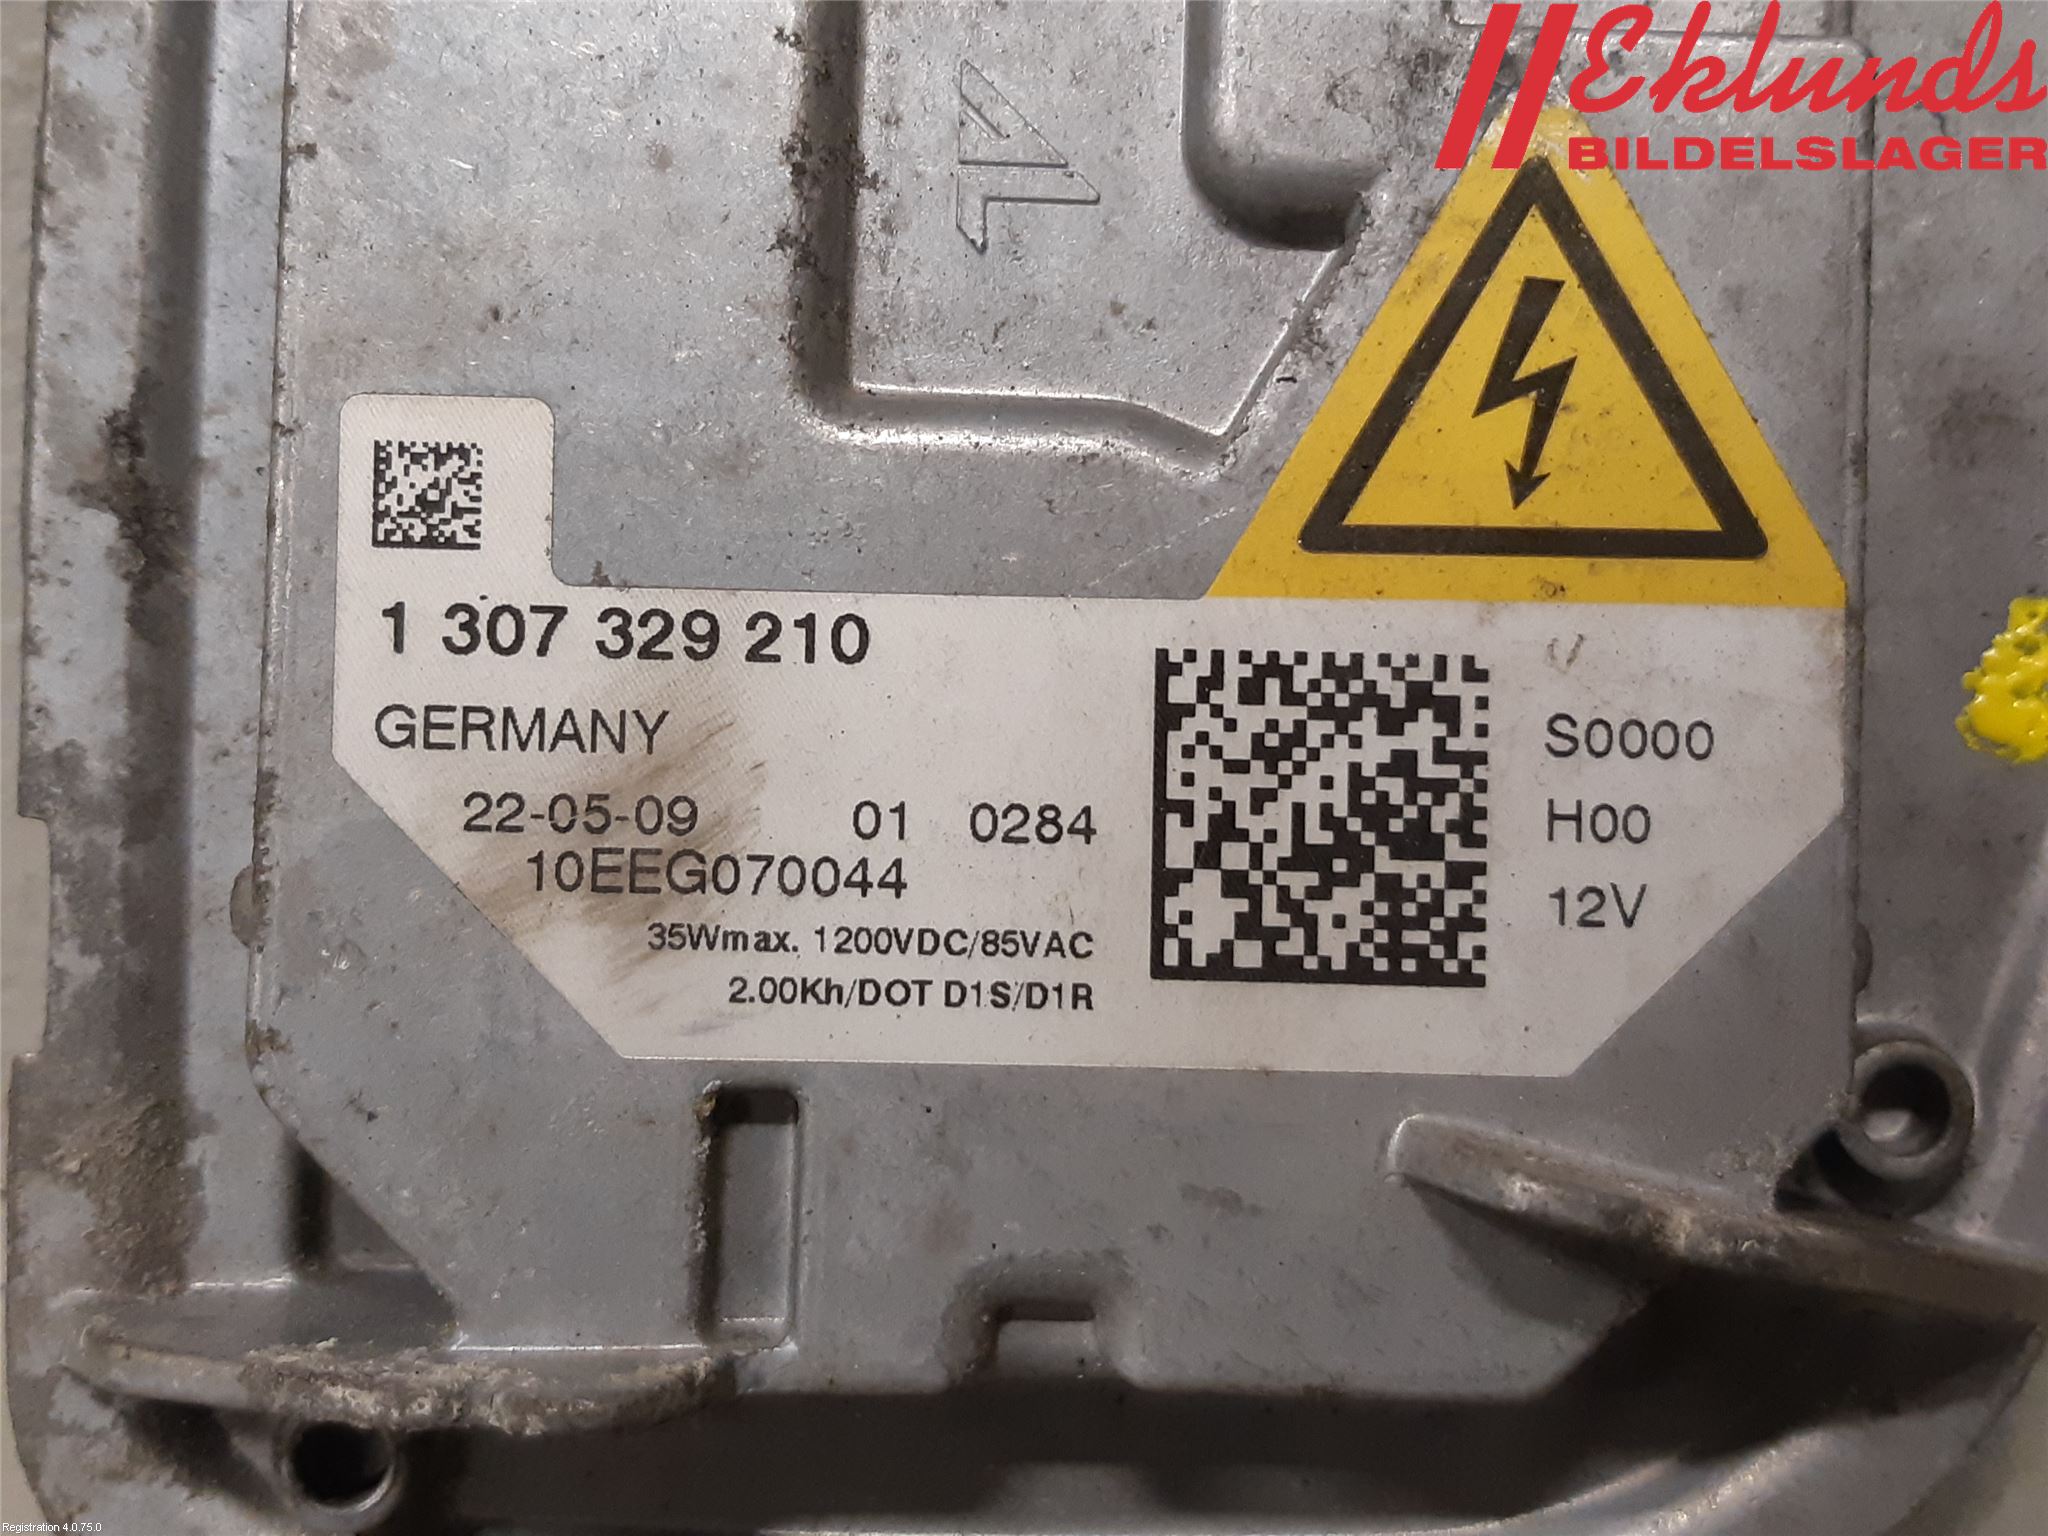 Eklunds
BILDELSLAGER
AL
1 307 329 210
GERMANY
22-05-09 01 0284
10EEG070044
35Wmax. 1200VDC/85VAC
2.00Kh/DOT D1S/D1R
S0000
H00
12V
Registration 4.0.75.0